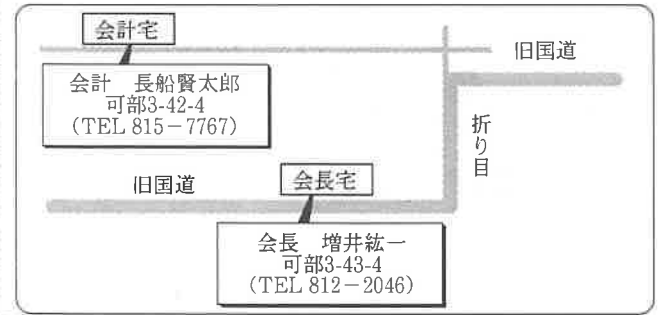 会計宅
旧国道
会計　長船賢太郎
可部3-42-4
（TEL 815－7767）
折り目
旧国道
会長宅
会長　増井紘一
可部3-43-4
（TEL 812－2046）